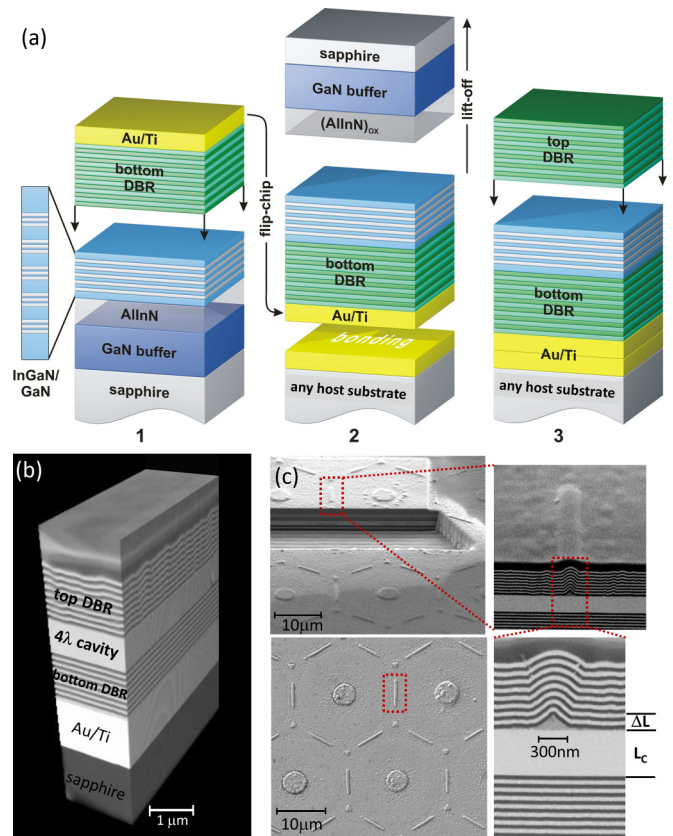 (a)
sapphire
GaN buffer
(AlInN)ox
lift-off
Au/Ti
bottom
DBR
flip-chip
InGaN/
GaN
AlInN
GaN buffer
sapphire
1
bottom
DBR
Au/Ti
bonding
any host substrate
2
top
DBR
bottom
DBR
Au/Ti
any host substrate
3
(b)
top DBR
4λ cavity
bottom DBR
Au/Ti
sapphire
1 μm
(c)
10μm
10μm
300nm
ΔL
LC